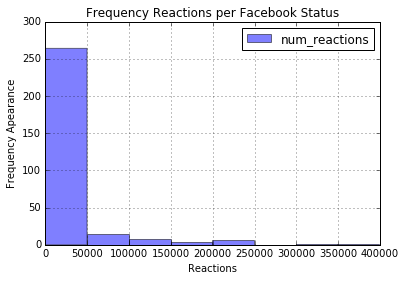 Frequency Reactions per Facebook Status
num_reactions
300
250
200
150
100
50
0
Frequency Apearance
0 50000 100000 150000 200000 250000 300000 350000 400000
Reactions